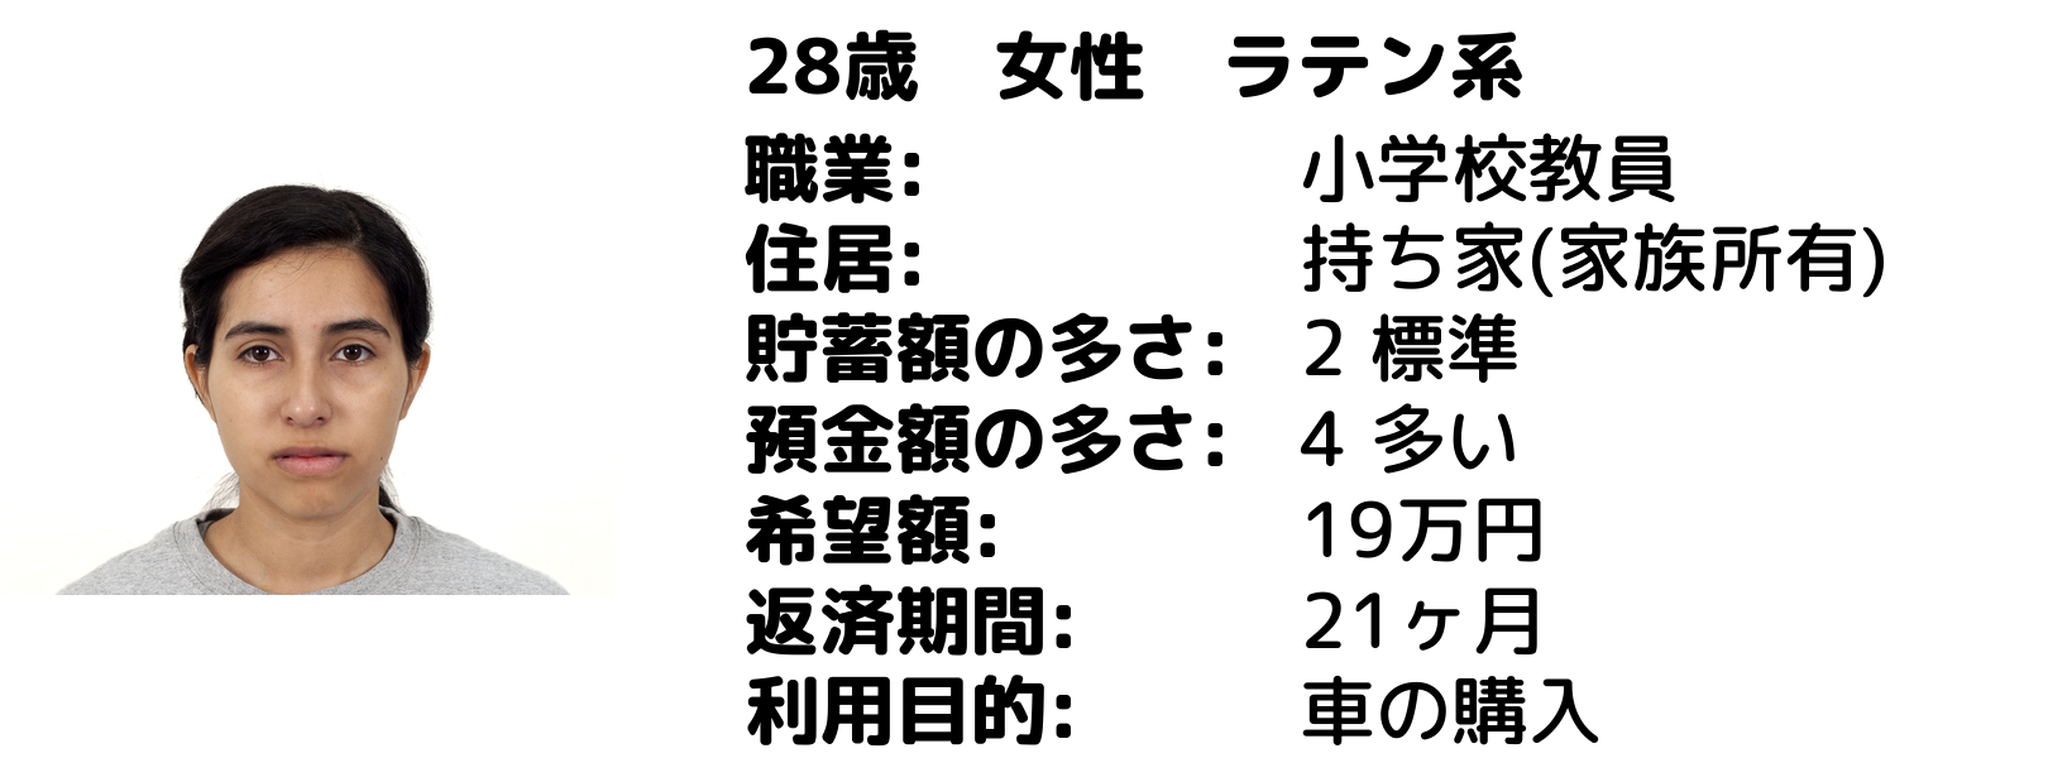 28歳　女性　ラテン系
職業: 小学校教員
住居: 持ち家(家族所有)
貯蓄額の多さ: 2 標準
預金額の多さ: 4 多い
希望額: 19万円
返済期間: 21ヶ月
利用目的: 車の購入